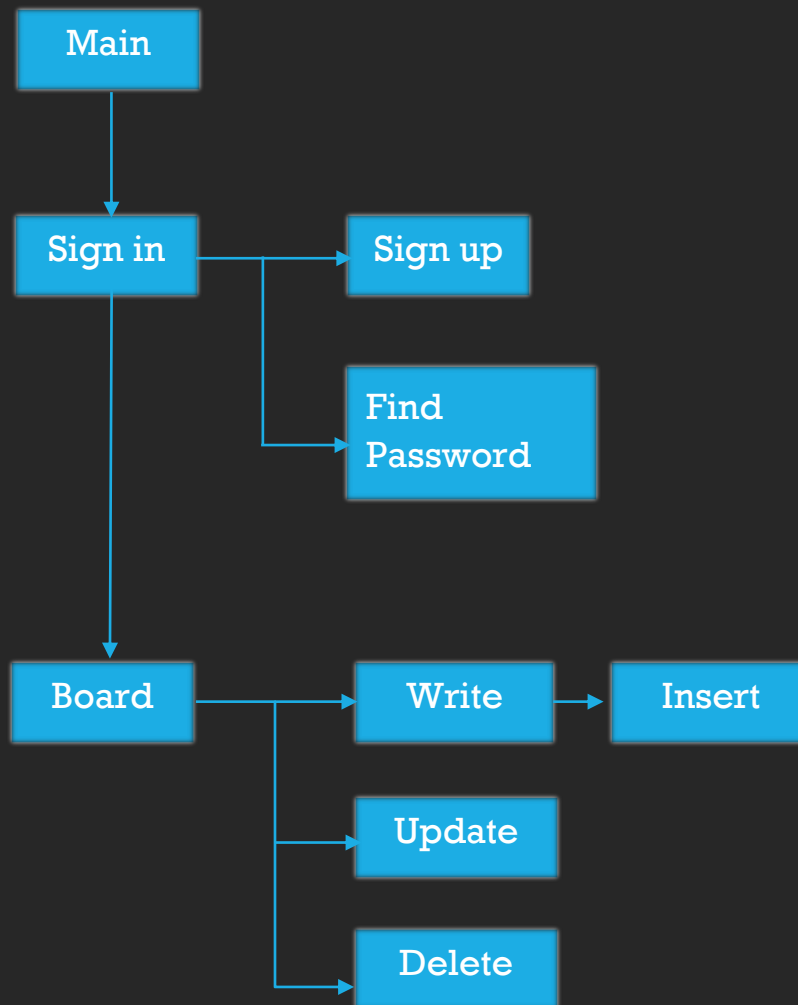 Main
Sign in
Sign up
Find
Password
Board
Write
Insert
Update
Delete